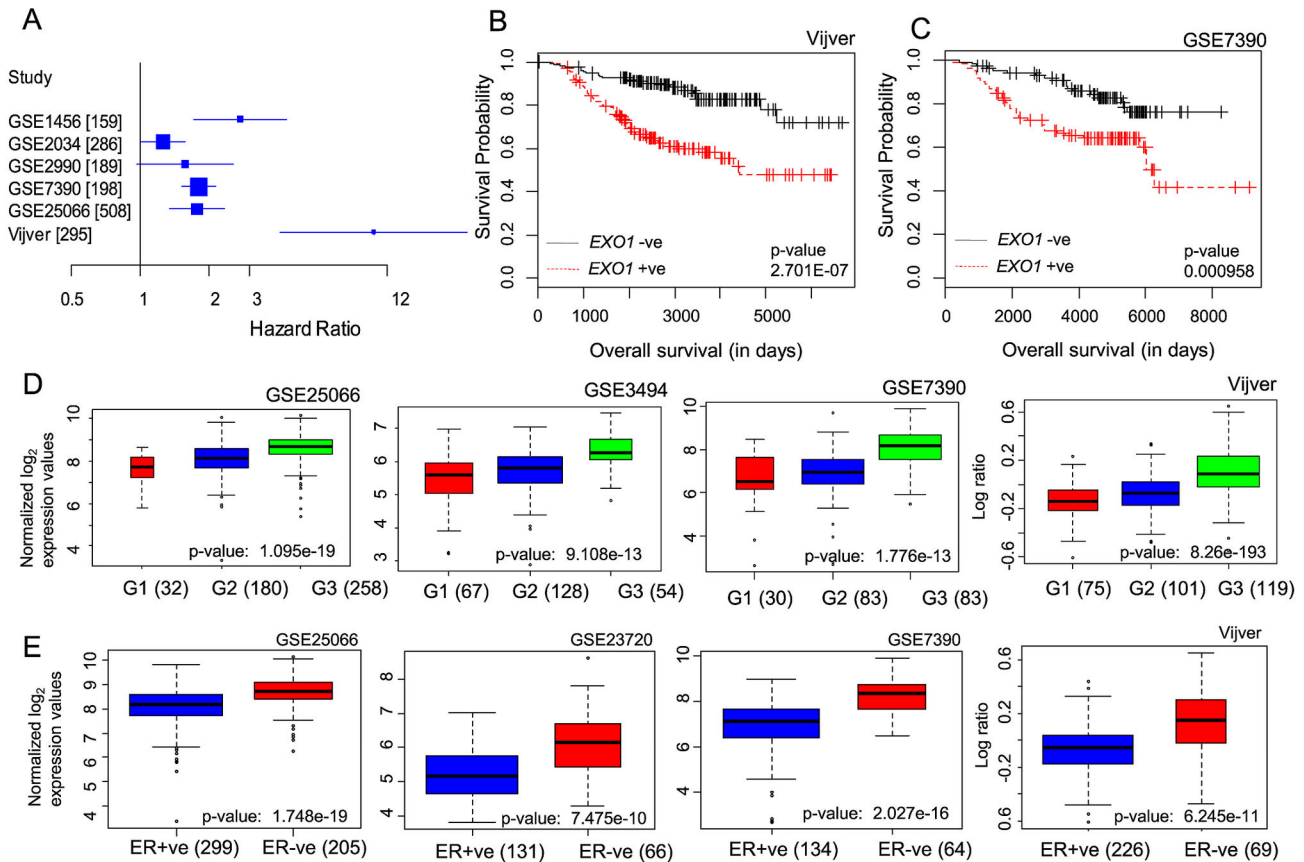 A
Study
GSE1456 [159]
GSE2034 [286]
GSE2990 [189]
GSE7390 [198]
GSE25066 [508]
Vijver [295]
0.5 1 2 3 12
Hazard Ratio
B
Vijver
Survival Probability
1.0
0.8
0.6
0.4
0.2
0.0
EXO1 -ve
EXO1 +ve
p-value
2.701E-07
0 1000 3000 5000
Overall survival (in days)
C
GSE7390
Survival Probability
1.0
0.8
0.6
0.4
0.2
0.0
EXO1 -ve
EXO1 +ve
p-value
0.000958
0 2000 4000 6000 8000
Overall survival (in days)
D
GSE25066
Normalized log2
expression values
10
8
6
4
p-value: 1.095e-19
G1 (32) G2 (180) G3 (258)
GSE3494
7
6
5
4
3
p-value: 9.108e-13
G1 (67) G2 (128) G3 (54)
GSE7390
10
8
6
4
p-value: 1.776e-13
G1 (30) G2 (83) G3 (83)
Vijver
Log ratio
0.6
0.2
-0.2
-0.6
p-value: 8.26e-193
G1 (75) G2 (101) G3 (119)
E
GSE25066
Normalized log2
expression values
10
9
8
6
5
4
p-value: 1.748e-19
ER+ve (299) ER-ve (205)
GSE23720
8
7
6
5
4
p-value: 7.475e-10
ER+ve (131) ER-ve (66)
GSE7390
10
8
6
4
p-value: 2.027e-16
ER+ve (134) ER-ve (64)
Vijver
Log ratio
0.6
0.2
-0.2
0.6
p-value: 6.245e-11
ER+ve (226) ER-ve (69)